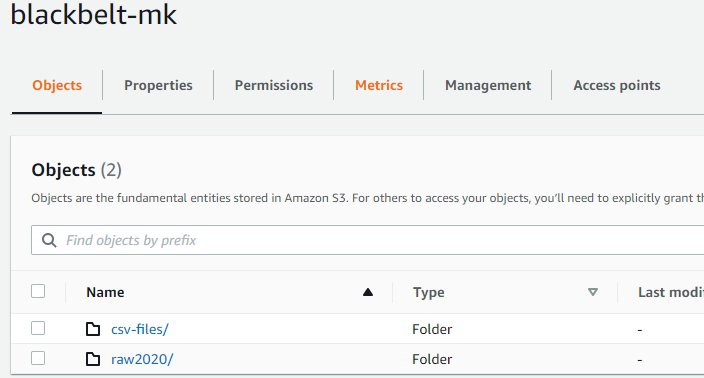 blackbelt-mk
Objects Properties Permissions Metrics Management Access points
Objects (2)
Objects are the fundamental entities stored in Amazon S3. For others to access your objects, you'll need to explicitly grant th
Find objects by prefix
Name Type Last modi
csv-files/ Folder -
raw2020/ Folder -